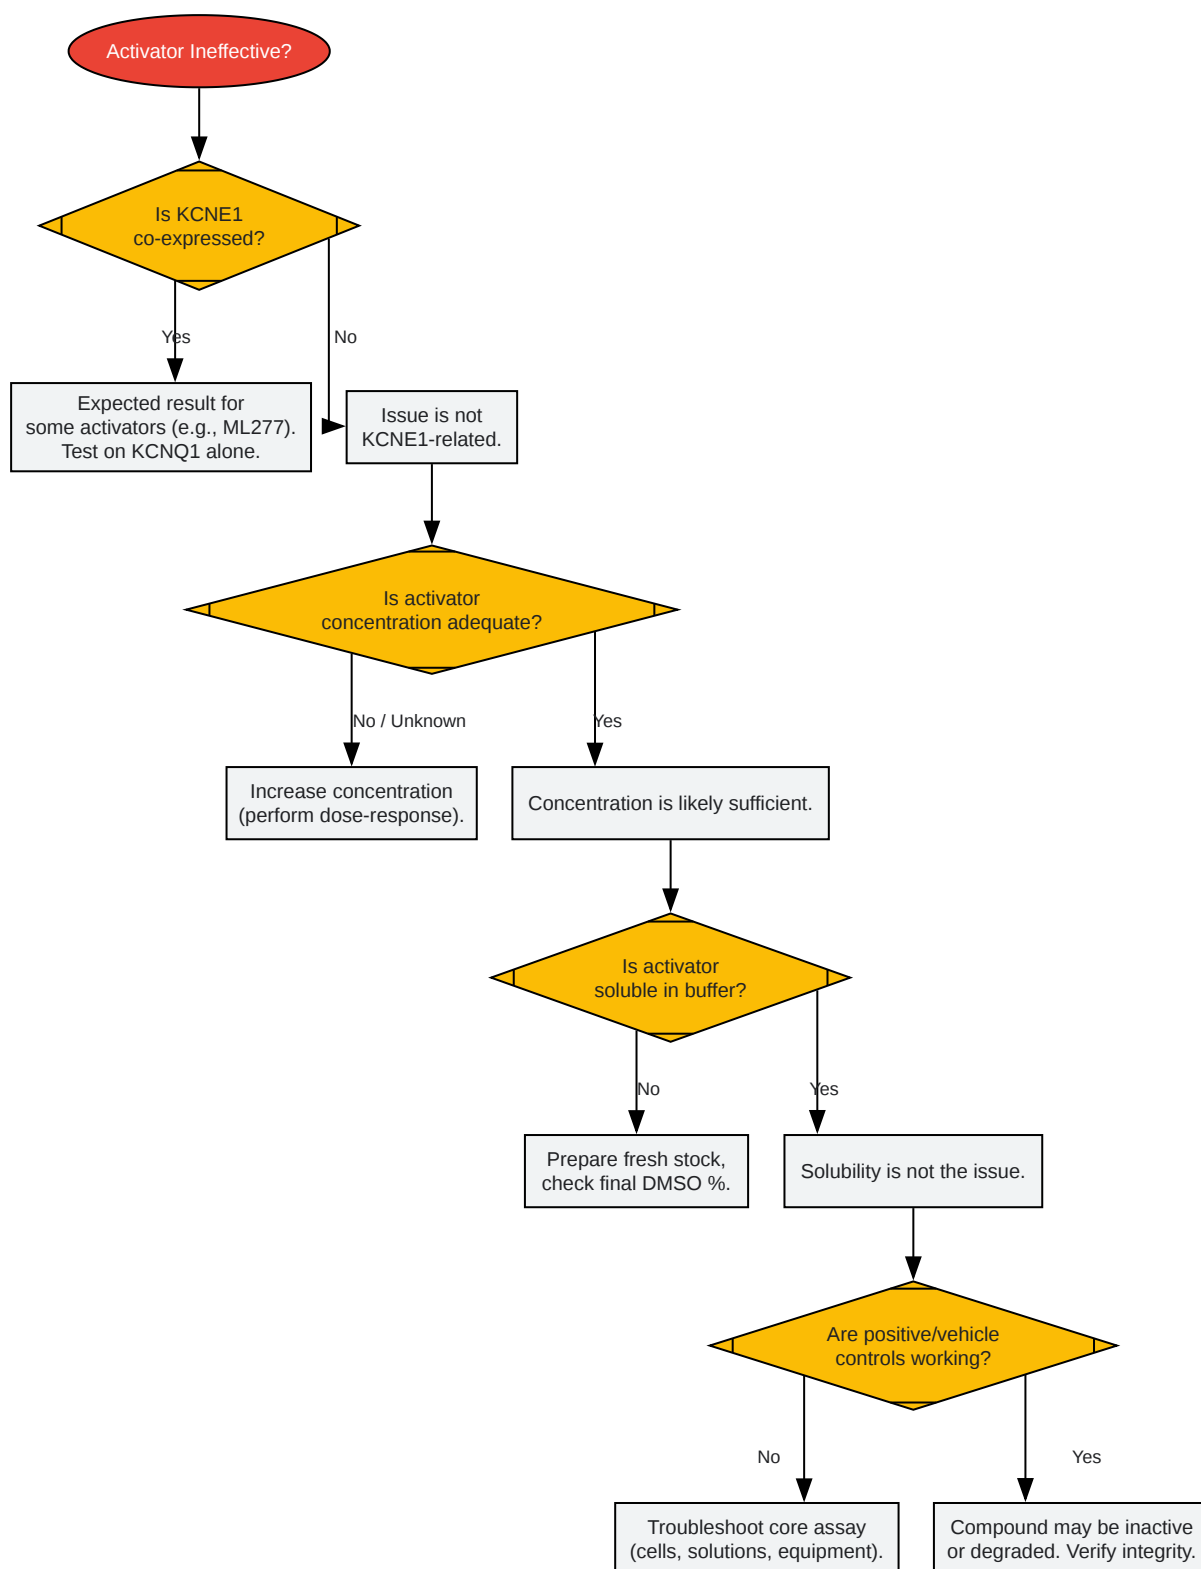 Activator Ineffective?
Is KCNE1
co-expressed?
Yes
No
Expected result for
some activators (e.g., ML277).
Test on KCNQ1 alone.
Issue is not
KCNE1-related.
Is activator
concentration adequate?
No / Unknown
Yes
Increase concentration
(perform dose-response).
Concentration is likely sufficient.
Is activator
soluble in buffer?
No
Yes
Prepare fresh stock,
check final DMSO %.
Solubility is not the issue.
Are positive/vehicle
controls working?
No
Yes
Troubleshoot core assay
(cells, solutions, equipment).
Compound may be inactive
or degraded. Verify integrity.